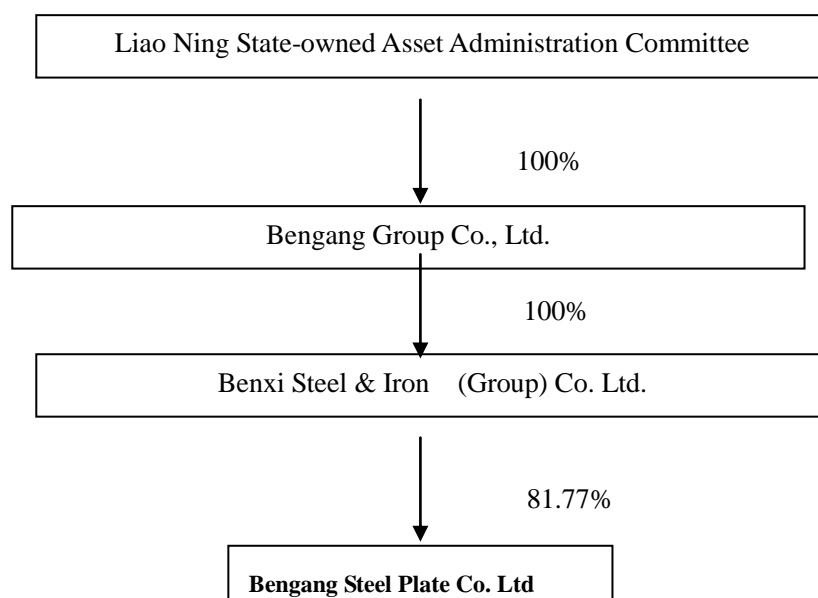 Liao Ning State-owned Asset Administration Committee
100%
Bengang Group Co., Ltd.
100%
Benxi Steel & Iron (Group) Co. Ltd.
81.77%
Bengang Steel Plate Co. Ltd